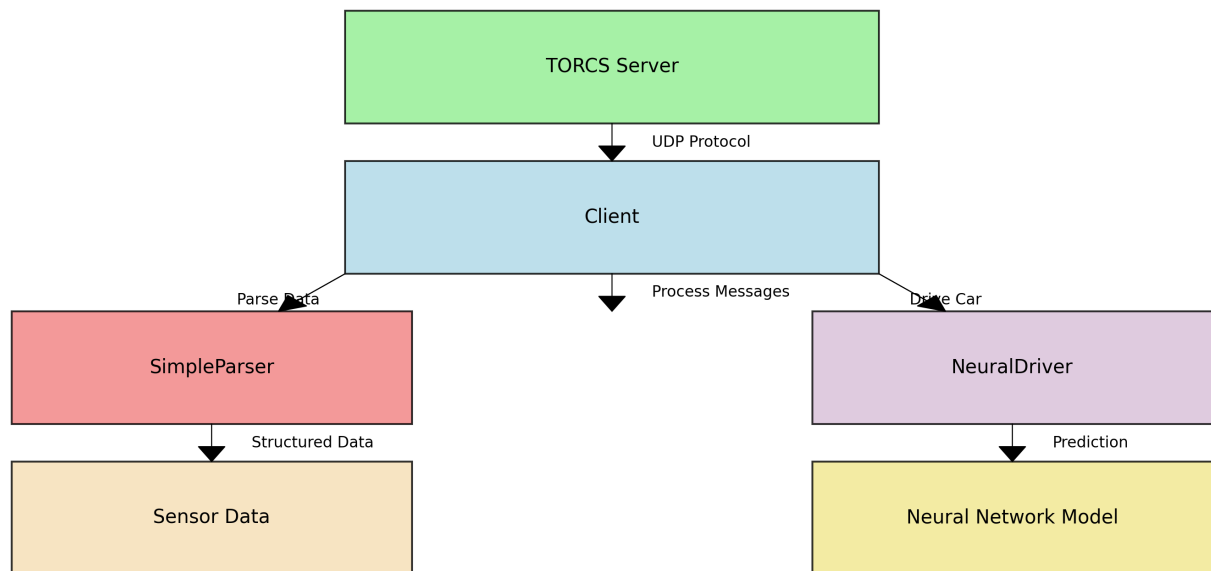 TORCS Server
UDP Protocol
Client
Parse Data
Process Messages
Drive Car
SimpleParser
NeuralDriver
Structured Data
Prediction
Sensor Data
Neural Network Model